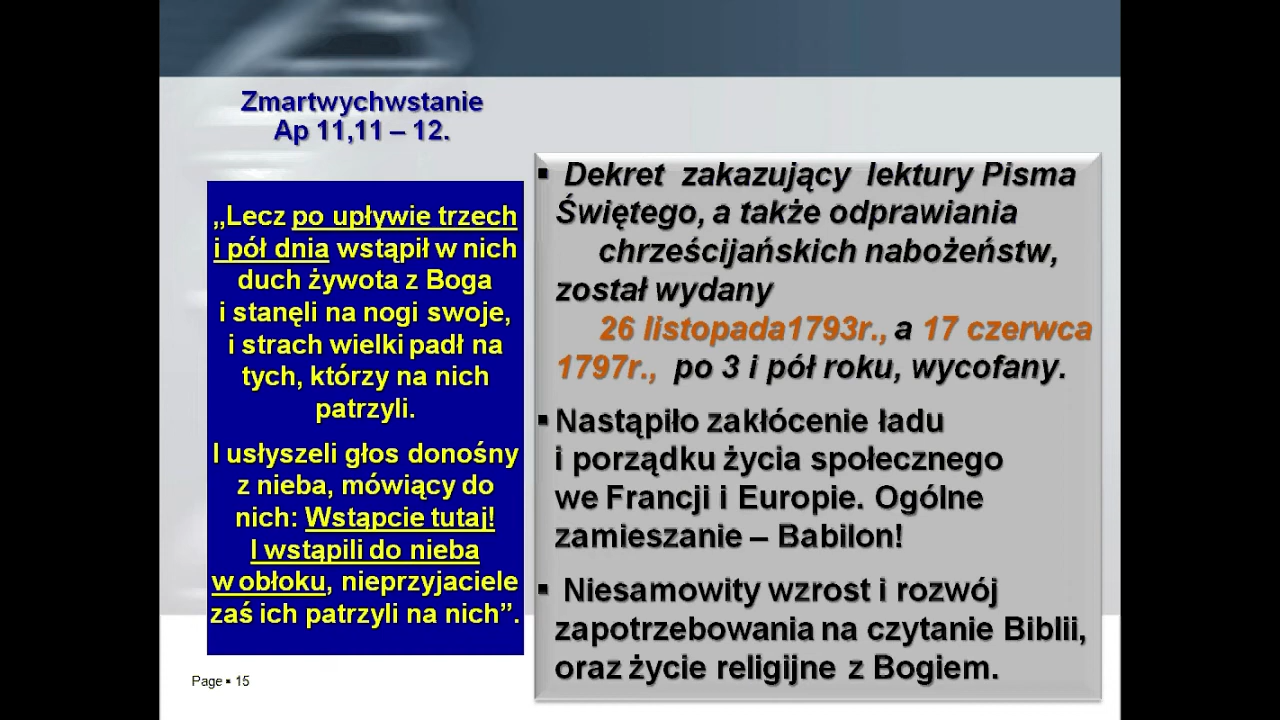 Zmartwychwstanie
Ap 11,11 – 12.
„Lecz po upływie trzech
i pół dnia wstąpił w nich
duch żywota z Boga
i stanęli na nogi swoje,
i strach wielki padł na
tych, którzy na nich
patrzyli.
I usłyszeli głos donośny
z nieba, mówiący do
nich: Wstąpcie tutaj!
I wstąpili do nieba
w obłoku, nieprzyjaciele
zaś ich patrzyli na nich”.
▪ Dekret zakazujący lektury Pisma
Świętego, a także odprawiania
chrześcijańskich nabożeństw,
został wydany
26 listopada1793r., a 17 czerwca
1797r., po 3 i pół roku, wycofany.
▪ Nastąpiło zakłócenie ładu
i porządku życia społecznego
we Francji i Europie. Ogólne
zamieszanie – Babilon!
▪ Niesamowity wzrost i rozwój
zapotrzebowania na czytanie Biblii,
oraz życie religijne z Bogiem.
Page ▪ 15